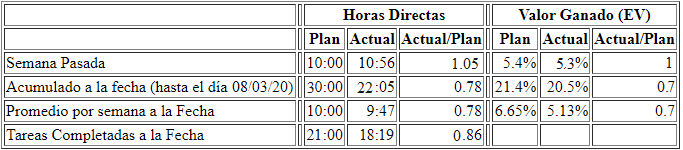 Horas Directas Valor Ganado (EV)
Plan Actual Actual/Plan Plan Actual Actual/Plan
Semana Pasada 10:00 10:56 1.05 5.4% 5.3% 1
Acumulado a la fecha (hasta el día 08/03/20) 30:00 22:05 0.78 21.4% 20.5% 0.7
Promedio por semana a la Fecha 10:00 9:47 0.78 6.65% 5.13% 0.7
Tareas Completadas a la Fecha 21:00 18:19 0.86